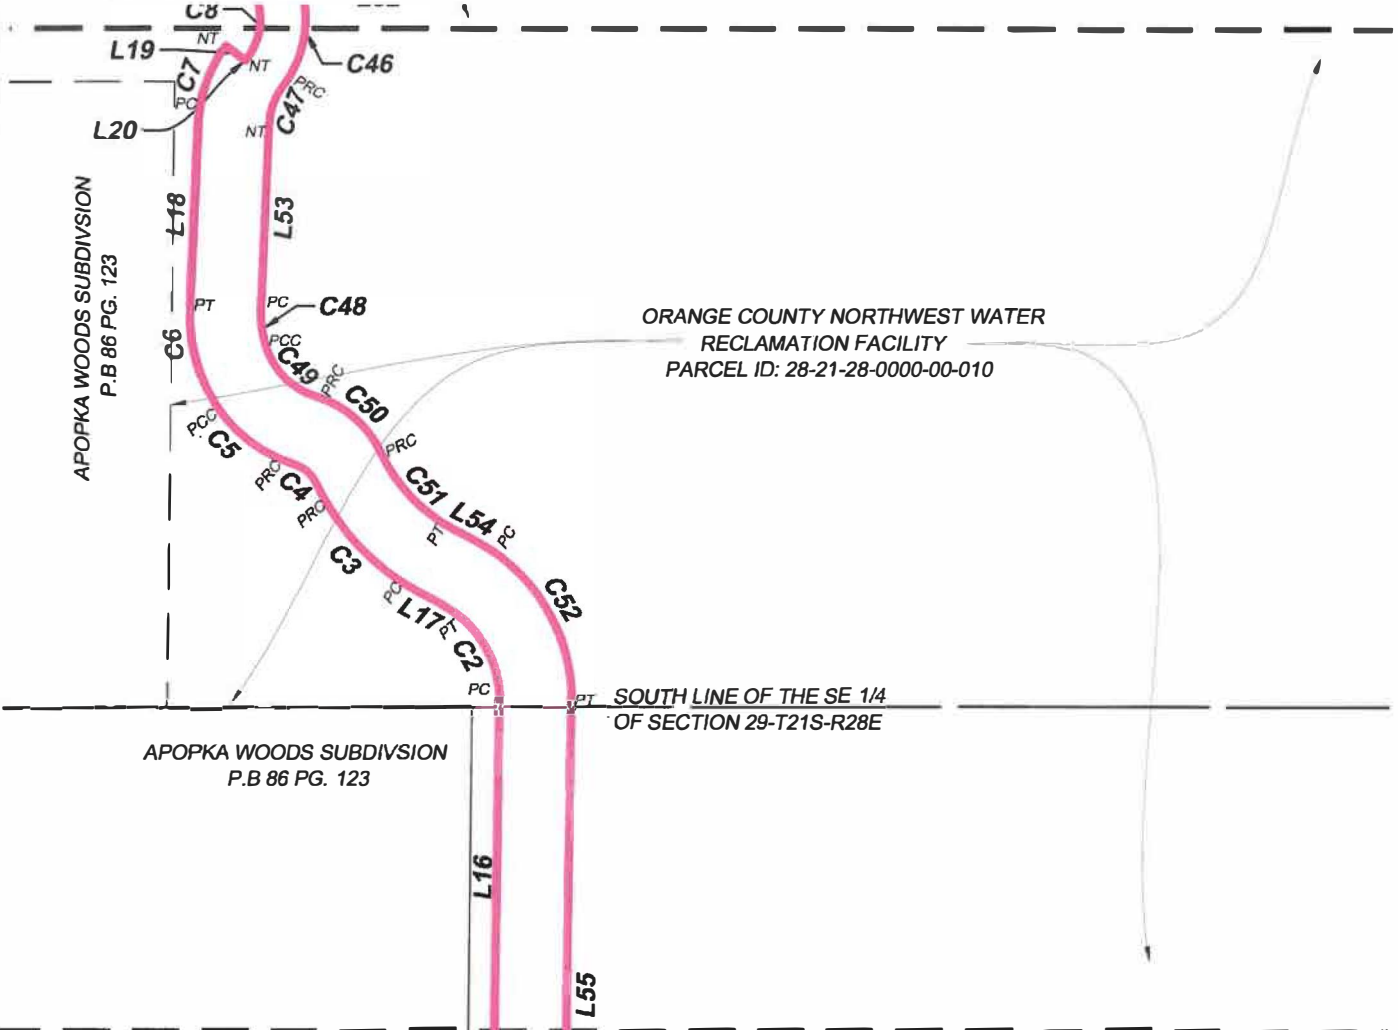 C8
NT
L19
C46
NT
C7
PRC
PC
C47
L20
NT
APOPKA WOODS SUBDIVSION
P.B 86 PG. 123
L18
L53
PT
PC
C48
ORANGE COUNTY NORTHWEST WATER
RECLAMATION FACILITY
PARCEL ID: 28-21-28-0000-00-010
C6
PCC
C49
PRC
C50
PCC
C5
PRC
PRC
C4
C51
PRC
L54
PT
PC
C3
PC
C52
L17
PT
C2
PC
PT
SOUTH LINE OF THE SE 1/4
OF SECTION 29-T21S-R28E
APOPKA WOODS SUBDIVSION
P.B 86 PG. 123
L16
L55